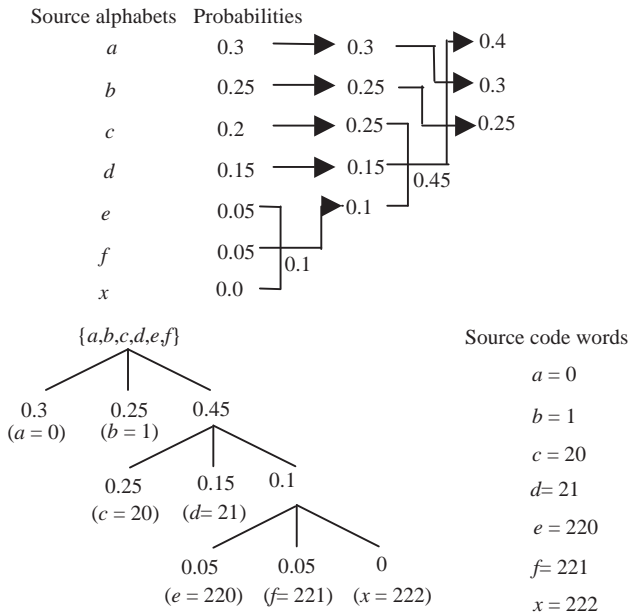 Source alphabets Probabilities
a 0.3 0.3 0.4
b 0.25 0.25 0.3
c 0.2 0.25 0.25
d 0.15 0.15 0.45
e 0.05 0.1
f 0.05 0.1
x 0.0
{a,b,c,d,e,f}
0.3 0.25 0.45
(a = 0) (b = 1)
0.25 0.15 0.1
(c = 20) (d= 21)
0.05 0.05 0
(e = 220) (f= 221) (x = 222)
Source code words
a = 0
b = 1
c = 20
d= 21
e = 220
f= 221
x = 222